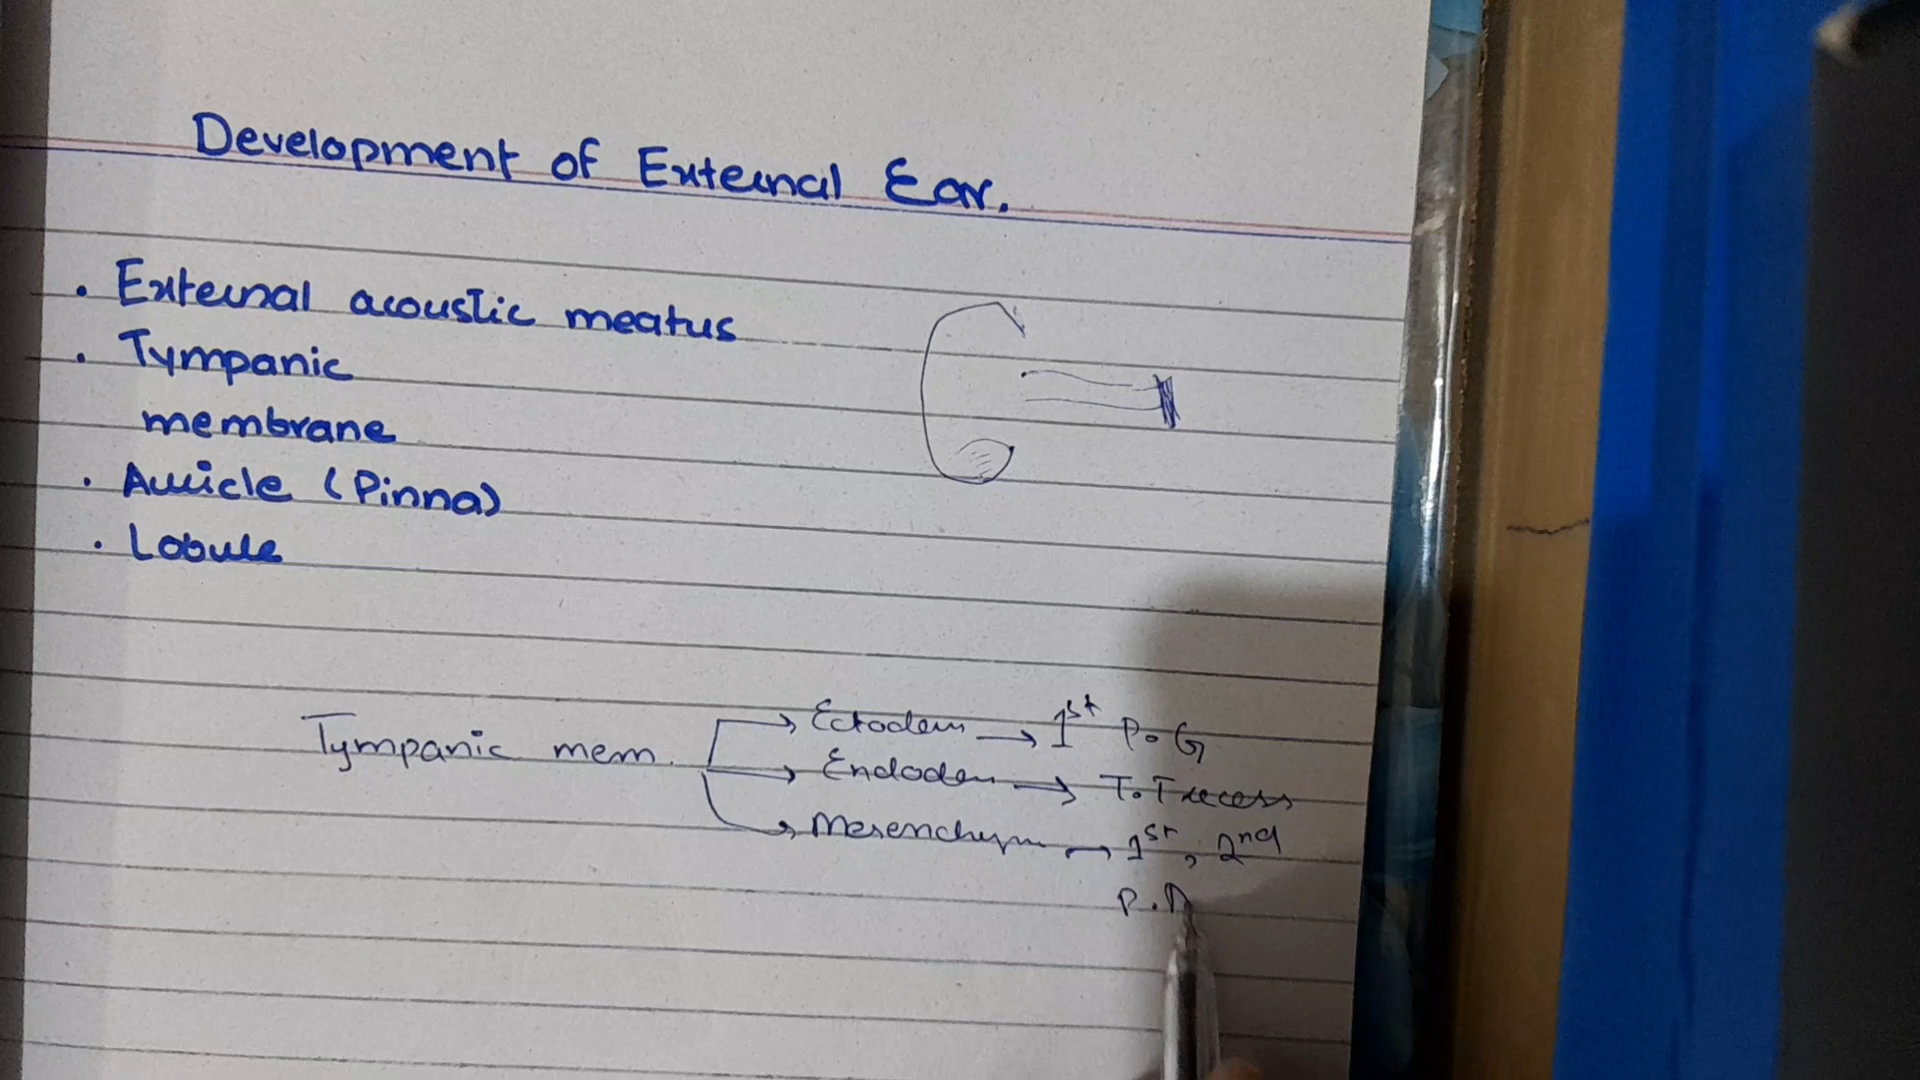 Development of External Ear.
. External acoustic meatus
. Tympanic
membrane
. Auricle (Pinna)
. Lobule
Tympanic mem. → Ectoderm → 1st P.G
→ Endoderm → T.T recess
→ Mesenchym → 1st, 2nd
P.A